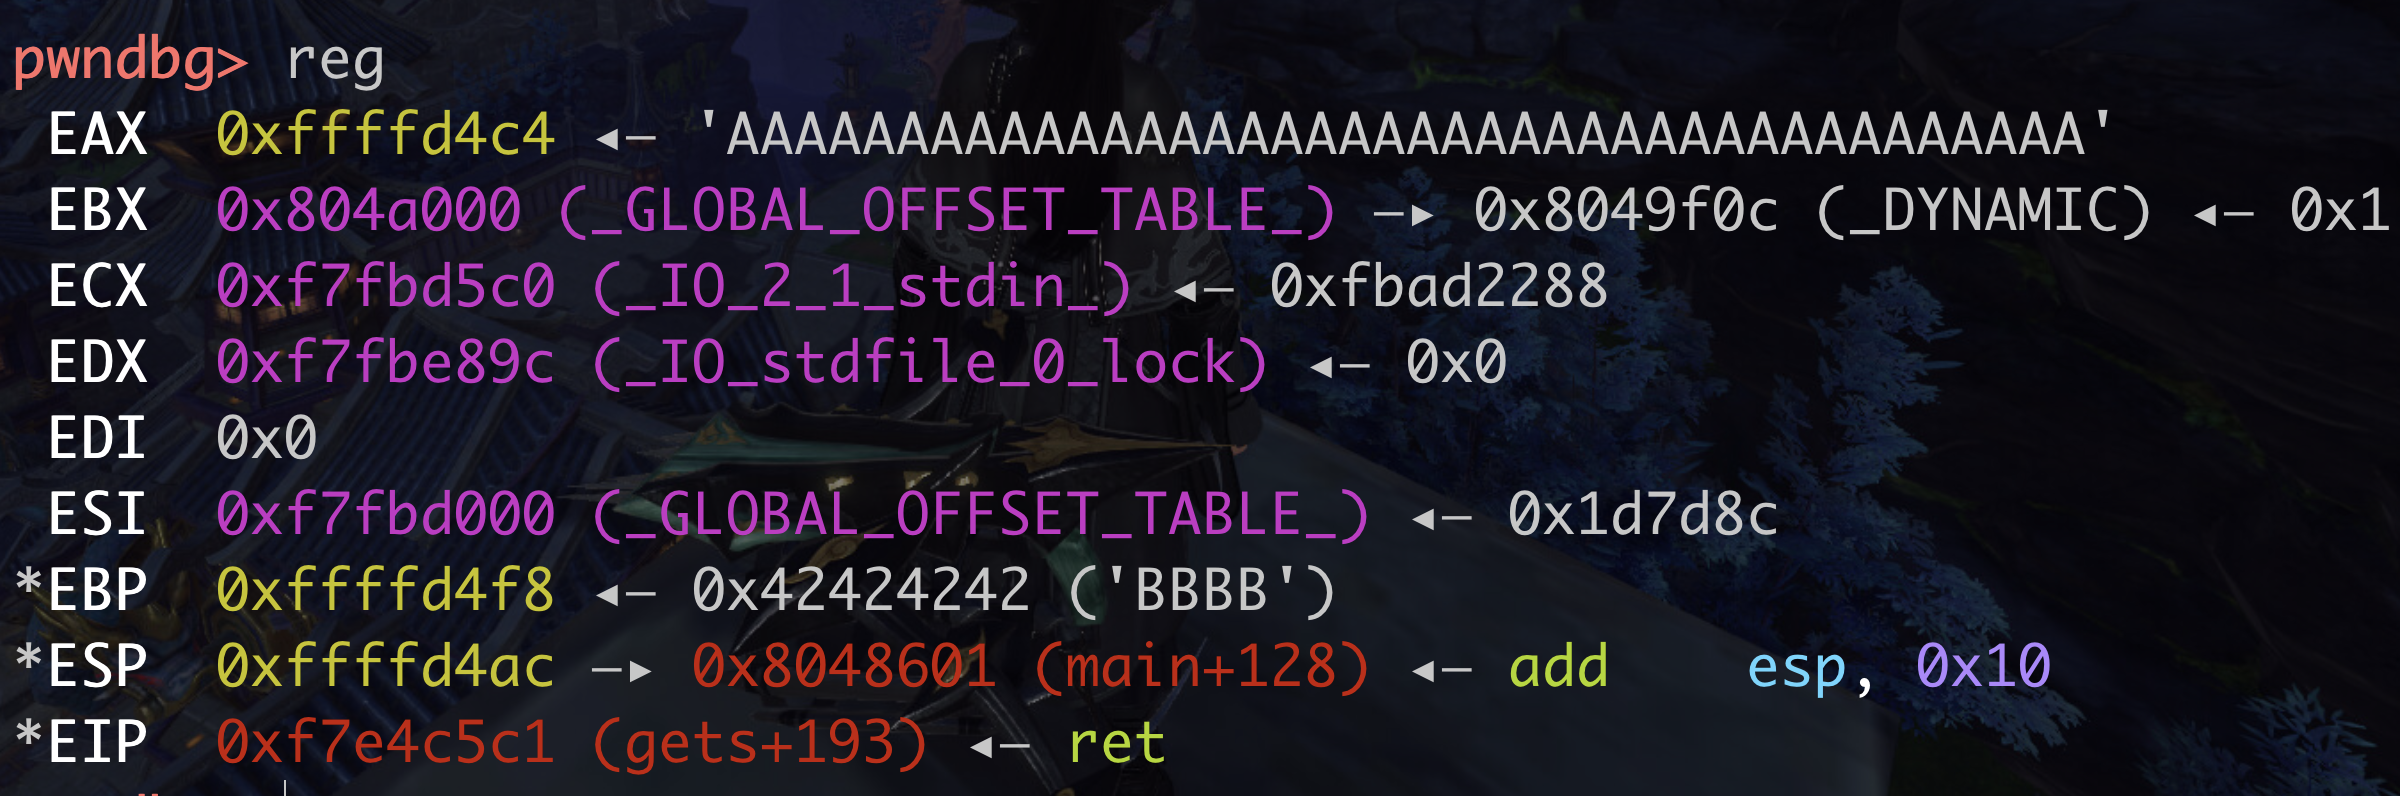 pwndbg> reg
EAX 0xffffd4c4 ◂— 'AAAAAAAAAAAAAAAAAAAAAAAAAAAAAAAAAAAAAAAA'
EBX 0x804a000 (_GLOBAL_OFFSET_TABLE_) —▸ 0x8049f0c (_DYNAMIC) ◂— 0x1
ECX 0xf7fbd5c0 (_IO_2_1_stdin_) ◂— 0xfbad2288
EDX 0xf7fbe89c (_IO_stdfile_0_lock) ◂— 0x0
EDI 0x0
ESI 0xf7fbd000 (_GLOBAL_OFFSET_TABLE_) ◂— 0x1d7d8c
*EBP 0xffffd4f8 ◂— 0x42424242 ('BBBB')
*ESP 0xffffd4ac —▸ 0x8048601 (main+128) ◂— add esp, 0x10
*EIP 0xf7e4c5c1 (gets+193) ◂— ret